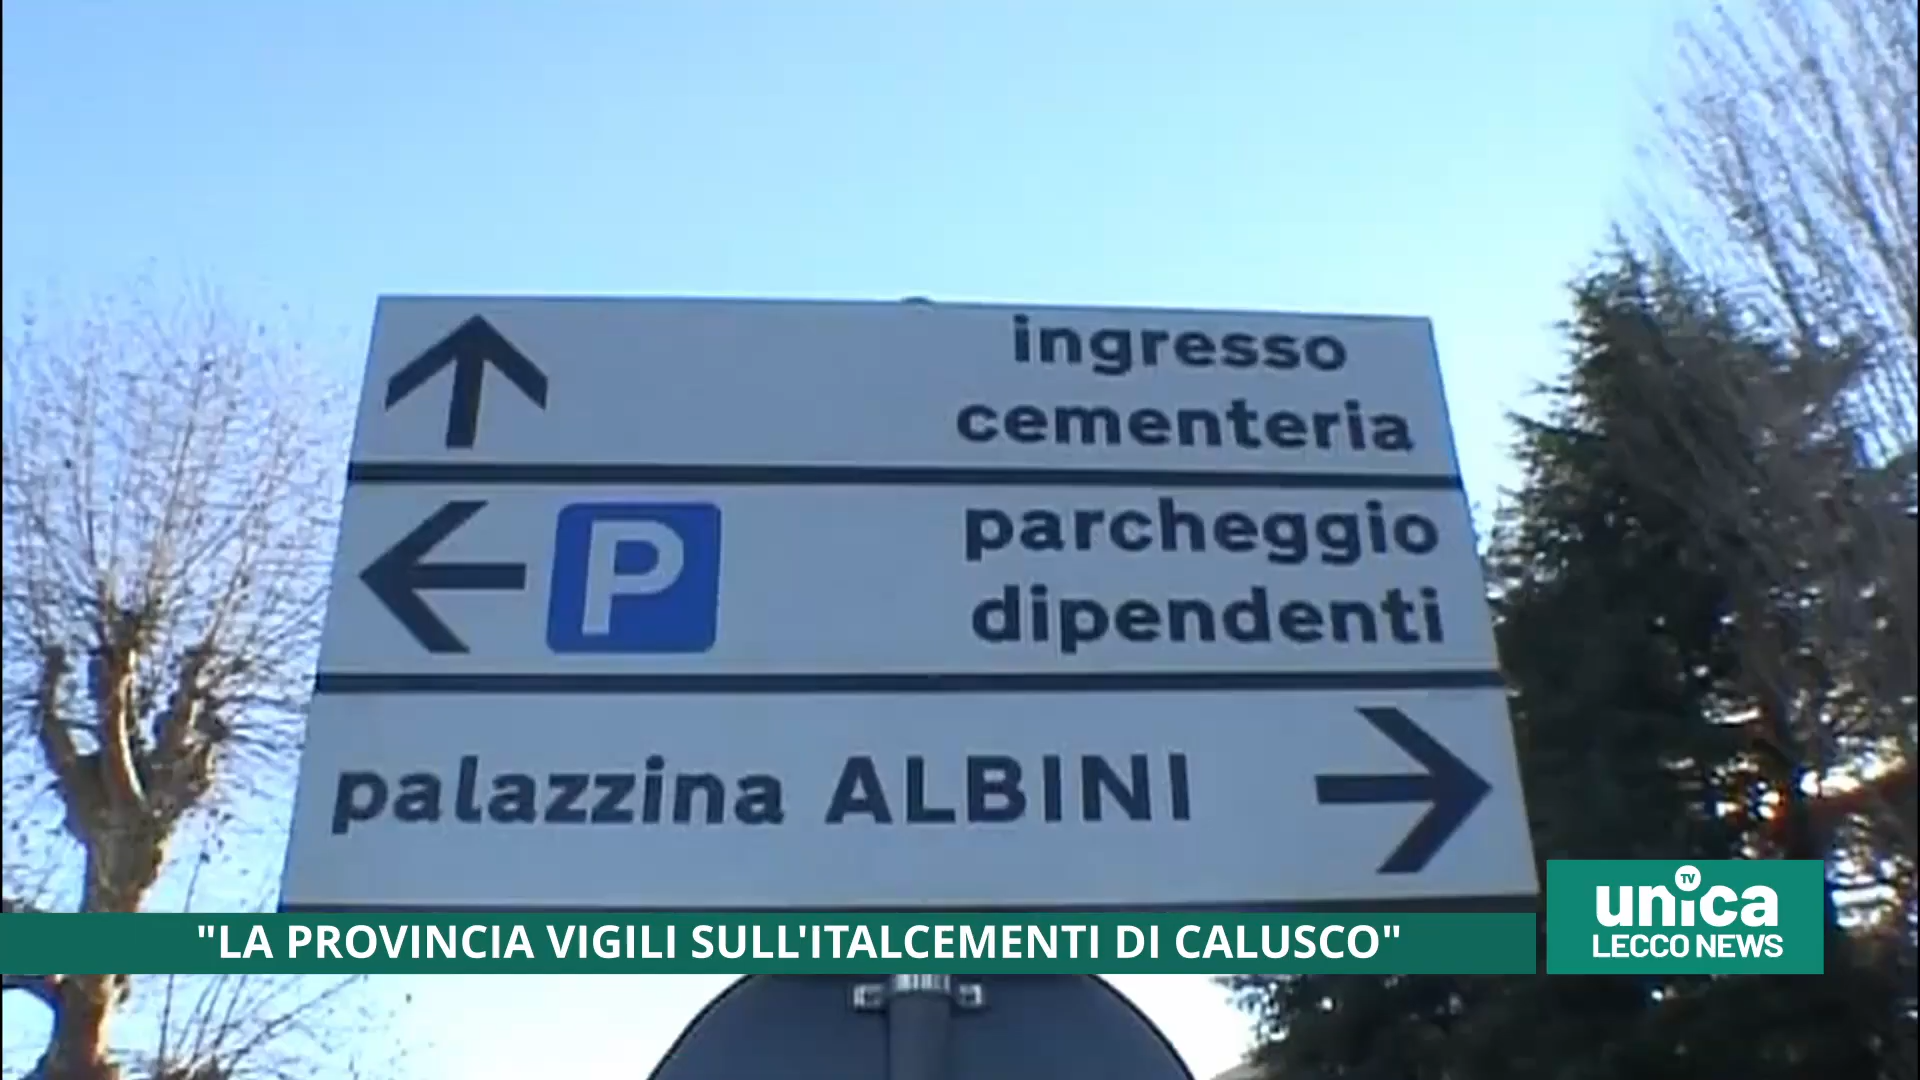 ingresso
cementeria
P
parcheggio
dipendenti
palazzina ALBINI
"LA PROVINCIA VIGILI SULL'ITALCEMENTI DI CALUSCO"
TV
unica
LECCO NEWS